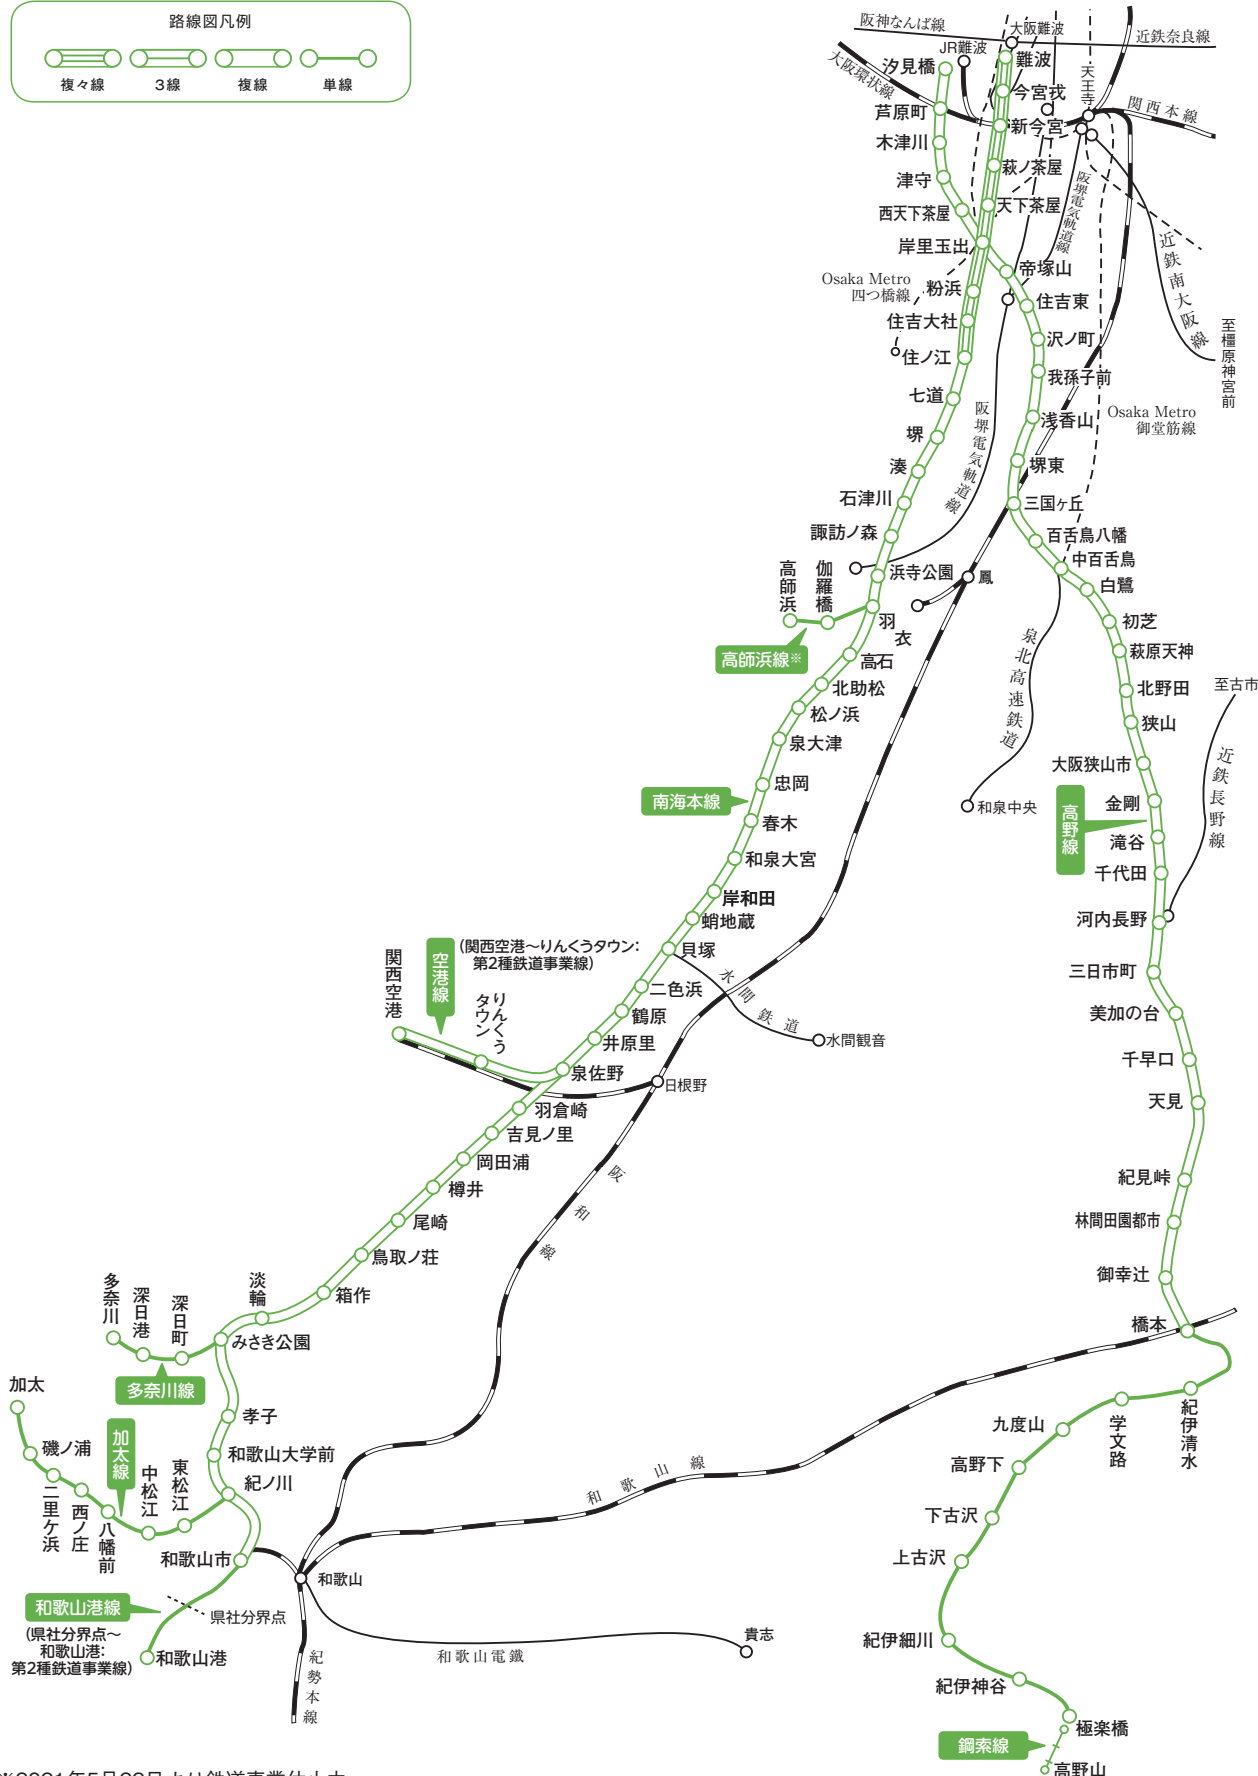 路線図凡例
複々線
3線
複線
単線
阪神なんば線
大阪難波
近鉄奈良線
JR難波
難波
汐見橋
大阪環状線
天王寺
今宮戎
関西本線
芦原町
新今宮
木津川
萩ノ茶屋
津守
阪堺電気軌道線
天下茶屋
西天下茶屋
岸里玉出
近鉄南大阪線
帝塚山
Osaka Metro
四つ橋線
粉浜
住吉東
住吉大社
至橿原神宮前
沢ノ町
住ノ江
我孫子前
七道
阪堺電気軌道線
Osaka Metro
御堂筋線
浅香山
堺
堺東
湊
石津川
三国ヶ丘
諏訪ノ森
百舌鳥八幡
中百舌鳥
高師浜
伽羅橋
浜寺公園
鳳
白鷺
羽衣
初芝
泉北高速鉄道
高師浜線※
高石
萩原天神
北助松
北野田
至古市
松ノ浜
狭山
泉大津
近鉄長野線
大阪狭山市
忠岡
南海本線
和泉中央
金剛
高野線
春木
滝谷
和泉大宮
千代田
岸和田
蛸地蔵
河内長野
関西空港
空港線
(関西空港〜りんくうタウン:
第2種鉄道事業線)
貝塚
三日市町
水間鉄道
二色浜
りんくう
タウン
鶴原
美加の台
井原里
水間観音
千早口
泉佐野
日根野
羽倉崎
天見
吉見ノ里
岡田浦
阪和線
樽井
紀見峠
尾崎
林間田園都市
鳥取ノ荘
御幸辻
多奈川
深日港
深日町
淡輪
箱作
橋本
みさき公園
多奈川線
加太
紀伊清水
孝子
学文路
九度山
磯ノ浦
加太線
和歌山大学前
高野下
二里ケ浜
西ノ庄
八幡前
中松江
東松江
紀ノ川
和歌山線
下古沢
和歌山市
上古沢
和歌山
和歌山港線
県社分界点
(県社分界点〜
和歌山港:
第2種鉄道事業線)
和歌山港
和歌山電鐵
貴志
紀伊細川
紀勢本線
紀伊神谷
極楽橋
鋼索線
高野山